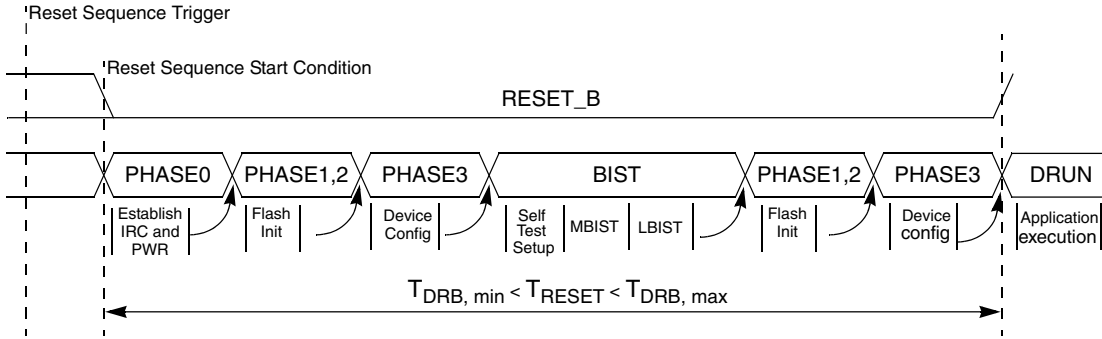 Reset Sequence Trigger
Reset Sequence Start Condition
RESET_B
PHASE0 PHASE1,2 PHASE3 BIST PHASE1,2 PHASE3 DRUN
Establish
IRC and
PWR
Flash
Init
Device
Config
Self
Test
Setup
MBIST
LBIST
Flash
Init
Device
config
Application
execution
TDRB, min < TRESET < TDRB, max